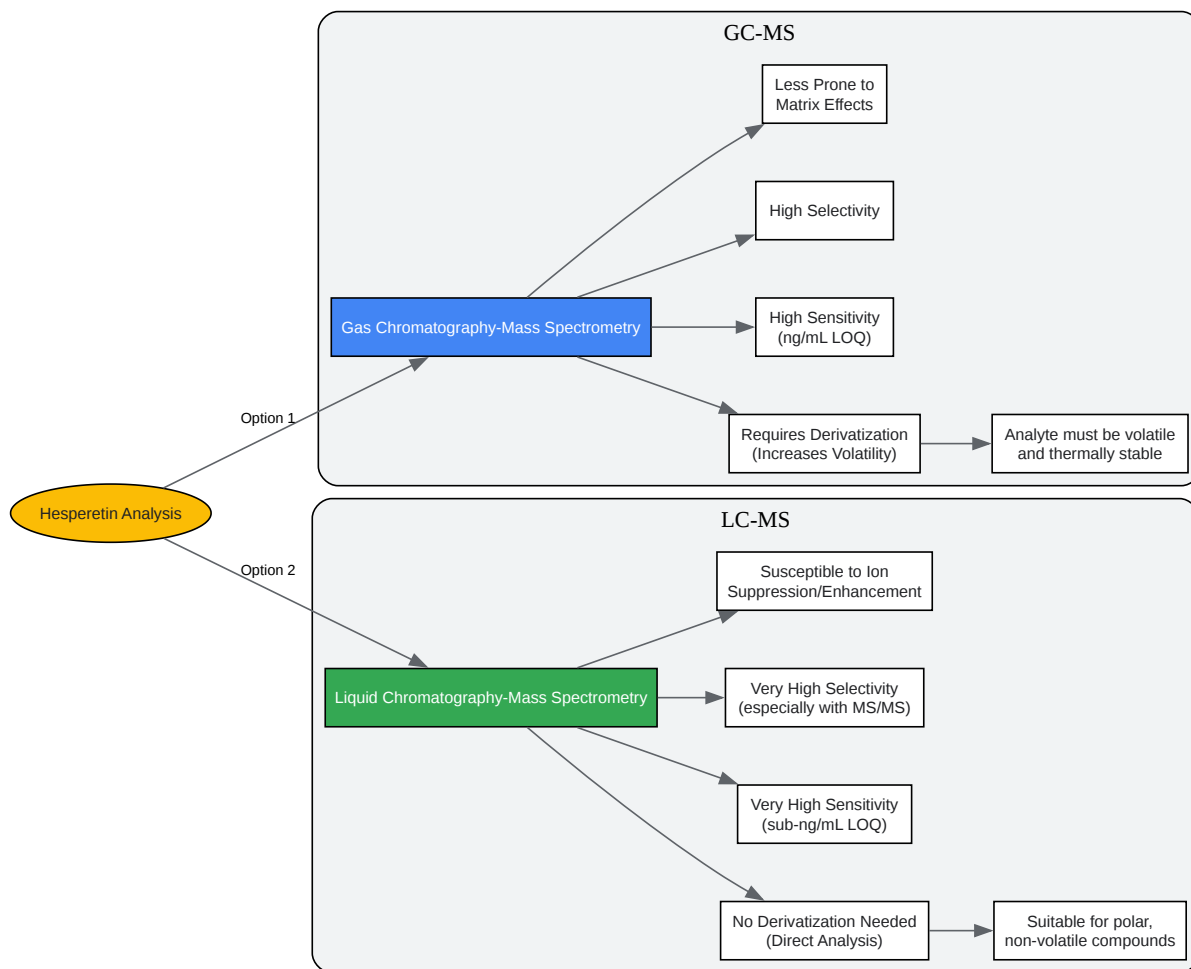 GC-MS
Less Prone to
Matrix Effects
High Selectivity
Gas Chromatography-Mass Spectrometry
High Sensitivity
(ng/mL LOQ)
Option 1
Requires Derivatization
(Increases Volatility)
Analyte must be volatile
and thermally stable
Hesperetin Analysis
LC-MS
Option 2
Susceptible to Ion
Suppression/Enhancement
Liquid Chromatography-Mass Spectrometry
Very High Selectivity
(especially with MS/MS)
Very High Sensitivity
(sub-ng/mL LOQ)
No Derivatization Needed
(Direct Analysis)
Suitable for polar,
non-volatile compounds